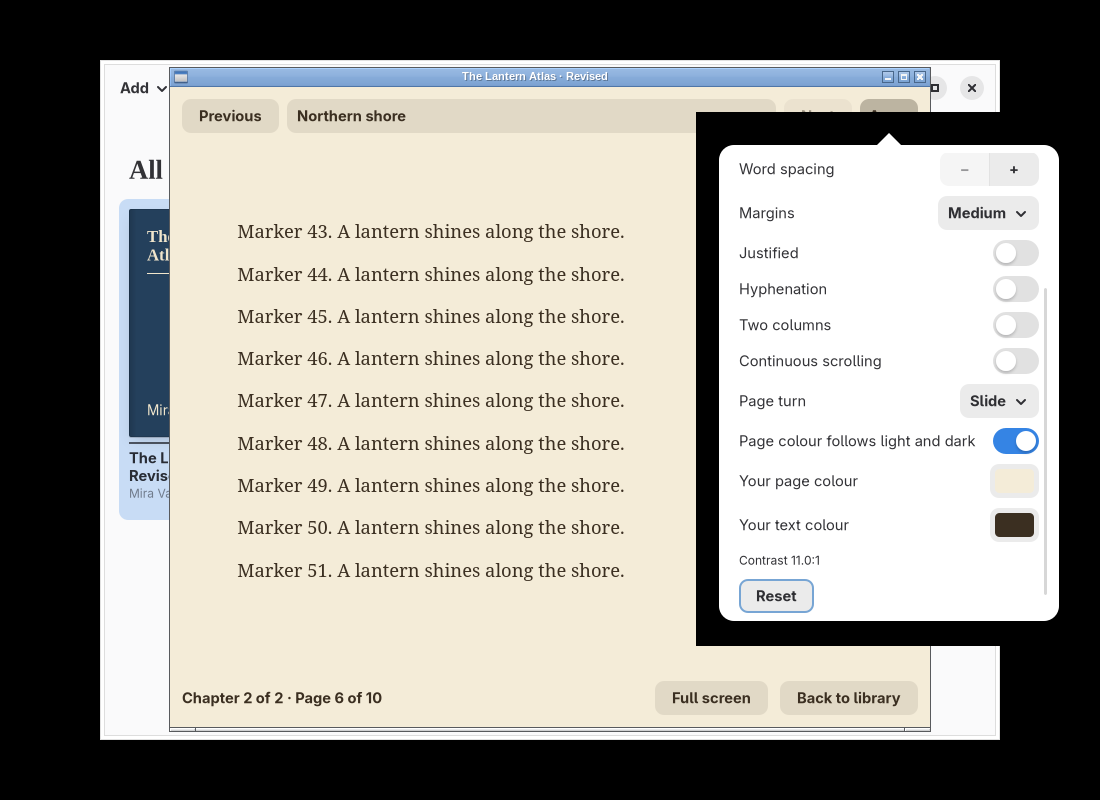 The Lantern Atlas · Revised
Add
Previous
Northern shore
All
Mira
The L
Revis
Mira Va
Marker 43. A lantern shines along the shore.
Marker 44. A lantern shines along the shore.
Marker 45. A lantern shines along the shore.
Marker 46. A lantern shines along the shore.
Marker 47. A lantern shines along the shore.
Marker 48. A lantern shines along the shore.
Marker 49. A lantern shines along the shore.
Marker 50. A lantern shines along the shore.
Marker 51. A lantern shines along the shore.
Chapter 2 of 2 · Page 6 of 10
Full screen
Back to library
Word spacing
− +
Margins
Medium
Justified
Hyphenation
Two columns
Continuous scrolling
Page turn
Slide
Page colour follows light and dark
Your page colour
Your text colour
Contrast 11.0:1
Reset